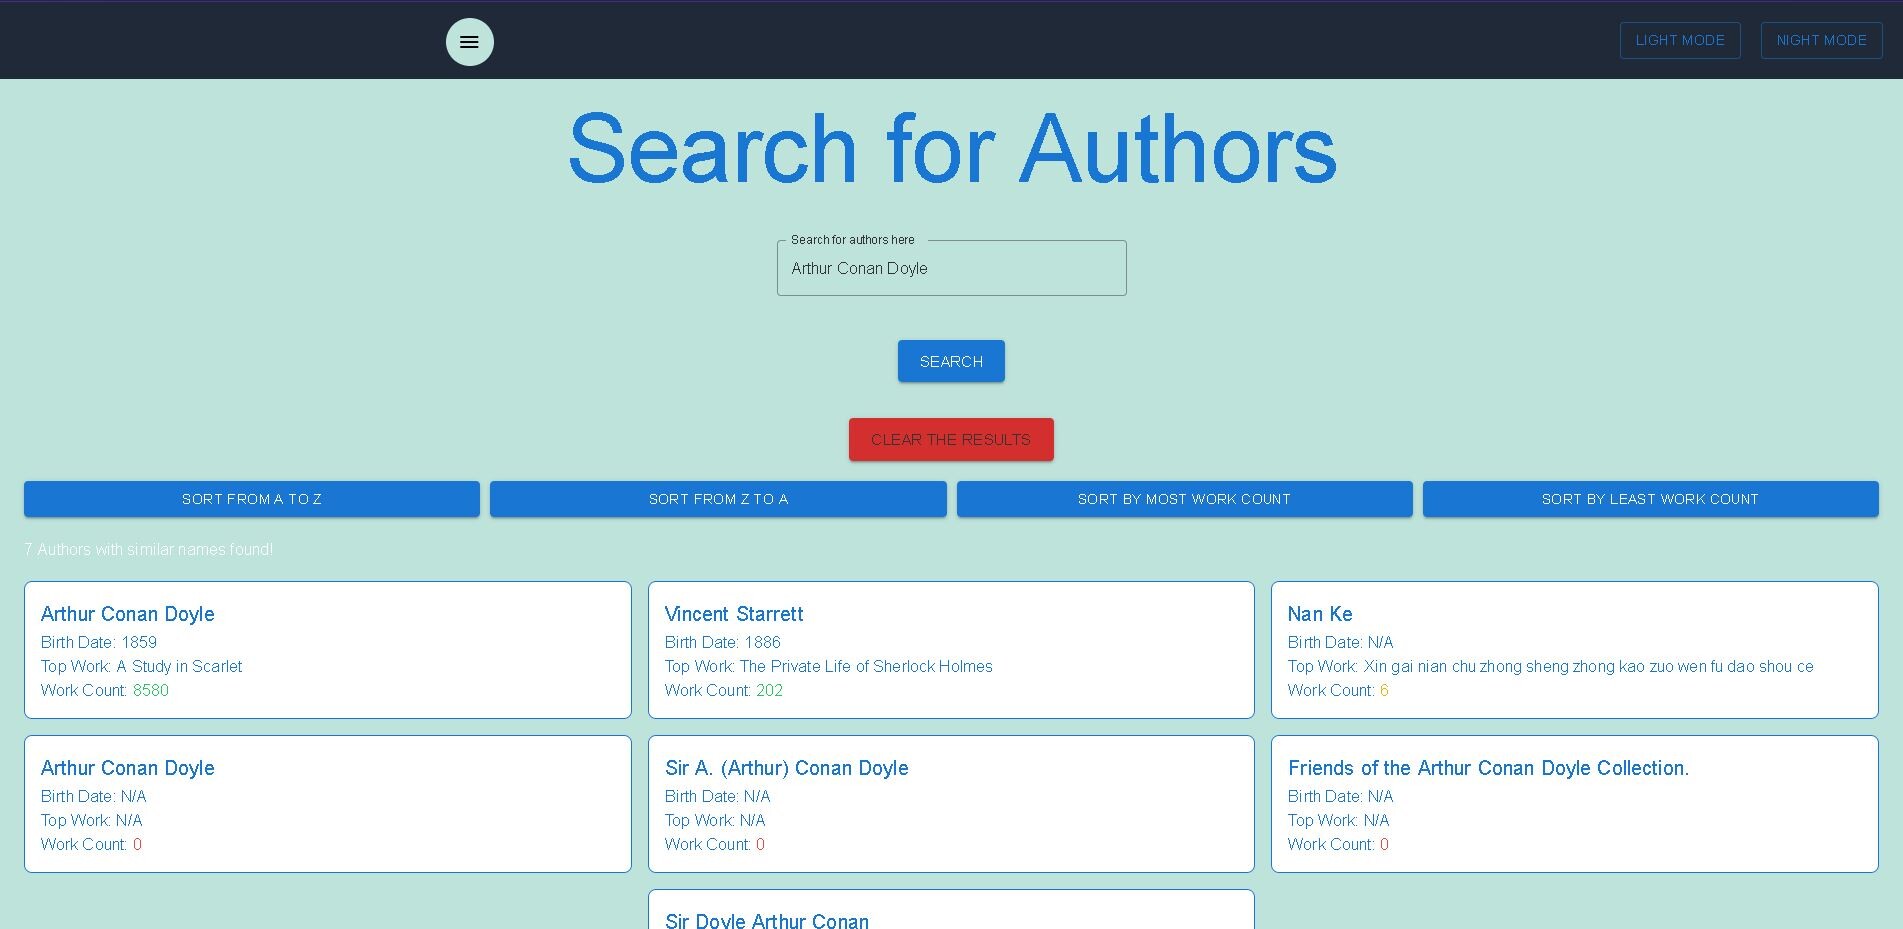 LIGHT MODE
NIGHT MODE
Search for Authors
Search for authors here
Arthur Conan Doyle
SEARCH
CLEAR THE RESULTS
SORT FROM A TO Z
SORT FROM Z TO A
SORT BY MOST WORK COUNT
SORT BY LEAST WORK COUNT
7 Authors with similar names found!
Arthur Conan Doyle
Birth Date: 1859
Top Work: A Study in Scarlet
Work Count: 8580
Vincent Starrett
Birth Date: 1886
Top Work: The Private Life of Sherlock Holmes
Work Count: 202
Nan Ke
Birth Date: N/A
Top Work: Xin gai nian chu zhong sheng zhong kao zuo wen fu dao shou ce
Work Count: 6
Arthur Conan Doyle
Birth Date: N/A
Top Work: N/A
Work Count: 0
Sir A. (Arthur) Conan Doyle
Birth Date: N/A
Top Work: N/A
Work Count: 0
Friends of the Arthur Conan Doyle Collection.
Birth Date: N/A
Top Work: N/A
Work Count: 0
Sir Doyle Arthur Conan